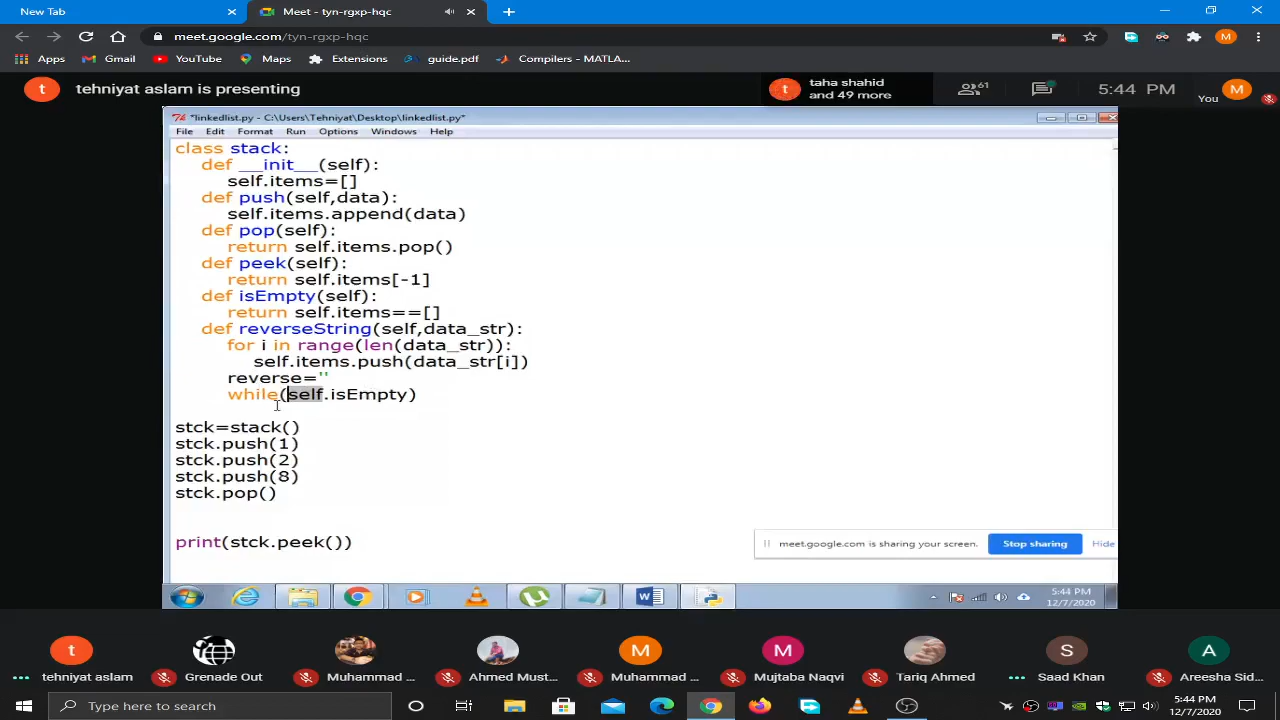 New Tab
Meet - tyn-rgxp-hqc
meet.google.com/tyn-rgxp-hqc
M
Apps
Gmail
YouTube
Maps
Extensions
guide.pdf
Compilers - MATLA...
t
tehniyat aslam is presenting
t
taha shahid
and 49 more
61
5:44 PM
You
M
*linkedlist.py - C:\Users\Tehniyat\Desktop\linkedlist.py*
File Edit Format Run Options Windows Help
class stack:
def __init__(self):
self.items=[]
def push(self,data):
self.items.append(data)
def pop(self):
return self.items.pop()
def peek(self):
return self.items[-1]
def isEmpty(self):
return self.items==[]
def reverseString(self,data_str):
for i in range(len(data_str)):
self.items.push(data_str[i])
reverse=''
while(self.isEmpty)
stck=stack()
stck.push(1)
stck.push(2)
stck.push(8)
stck.pop()
print(stck.peek())
meet.google.com is sharing your screen.
Stop sharing
Hide
5:44 PM
12/7/2020
t
M
M
S
A
tehniyat aslam
Grenade Out
Muhammad ...
Ahmed Must...
Muhammad ...
Mujtaba Naqvi
Tariq Ahmed
Saad Khan
Areesha Sid...
Type here to search
5:44 PM
12/7/2020